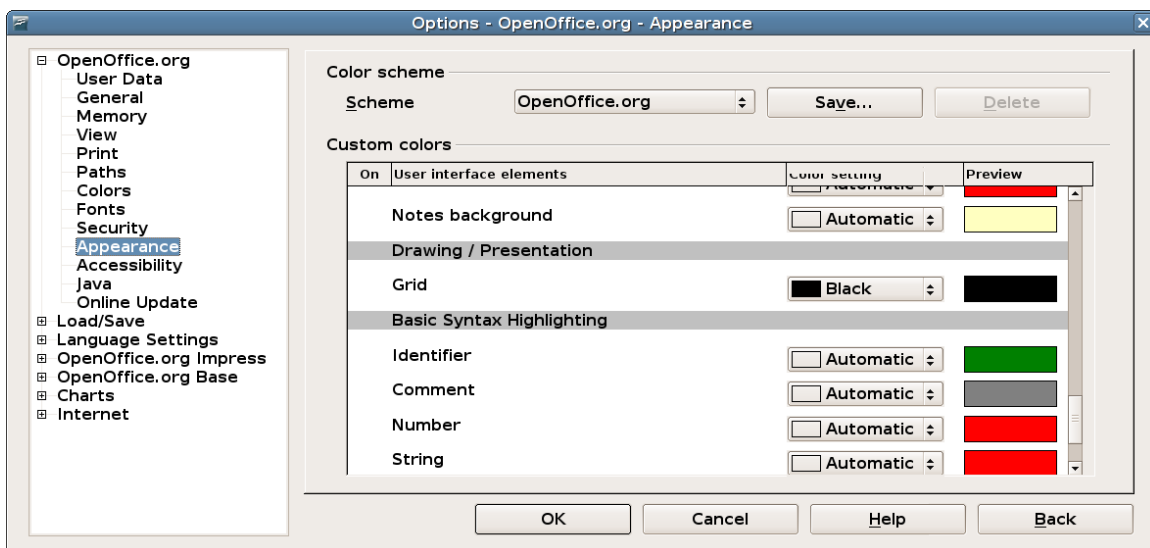 Options - OpenOffice.org - Appearance
OpenOffice.org
User Data
General
Memory
View
Print
Paths
Colors
Fonts
Security
Appearance
Accessibility
Java
Online Update
Load/Save
Language Settings
OpenOffice.org Impress
OpenOffice.org Base
Charts
Internet
Color scheme
Scheme OpenOffice.org Save... Delete
Custom colors
On User interface elements Color setting Preview
Automatic
Notes background Automatic
Drawing / Presentation
Grid Black
Basic Syntax Highlighting
Identifier Automatic
Comment Automatic
Number Automatic
String Automatic
OK Cancel Help Back